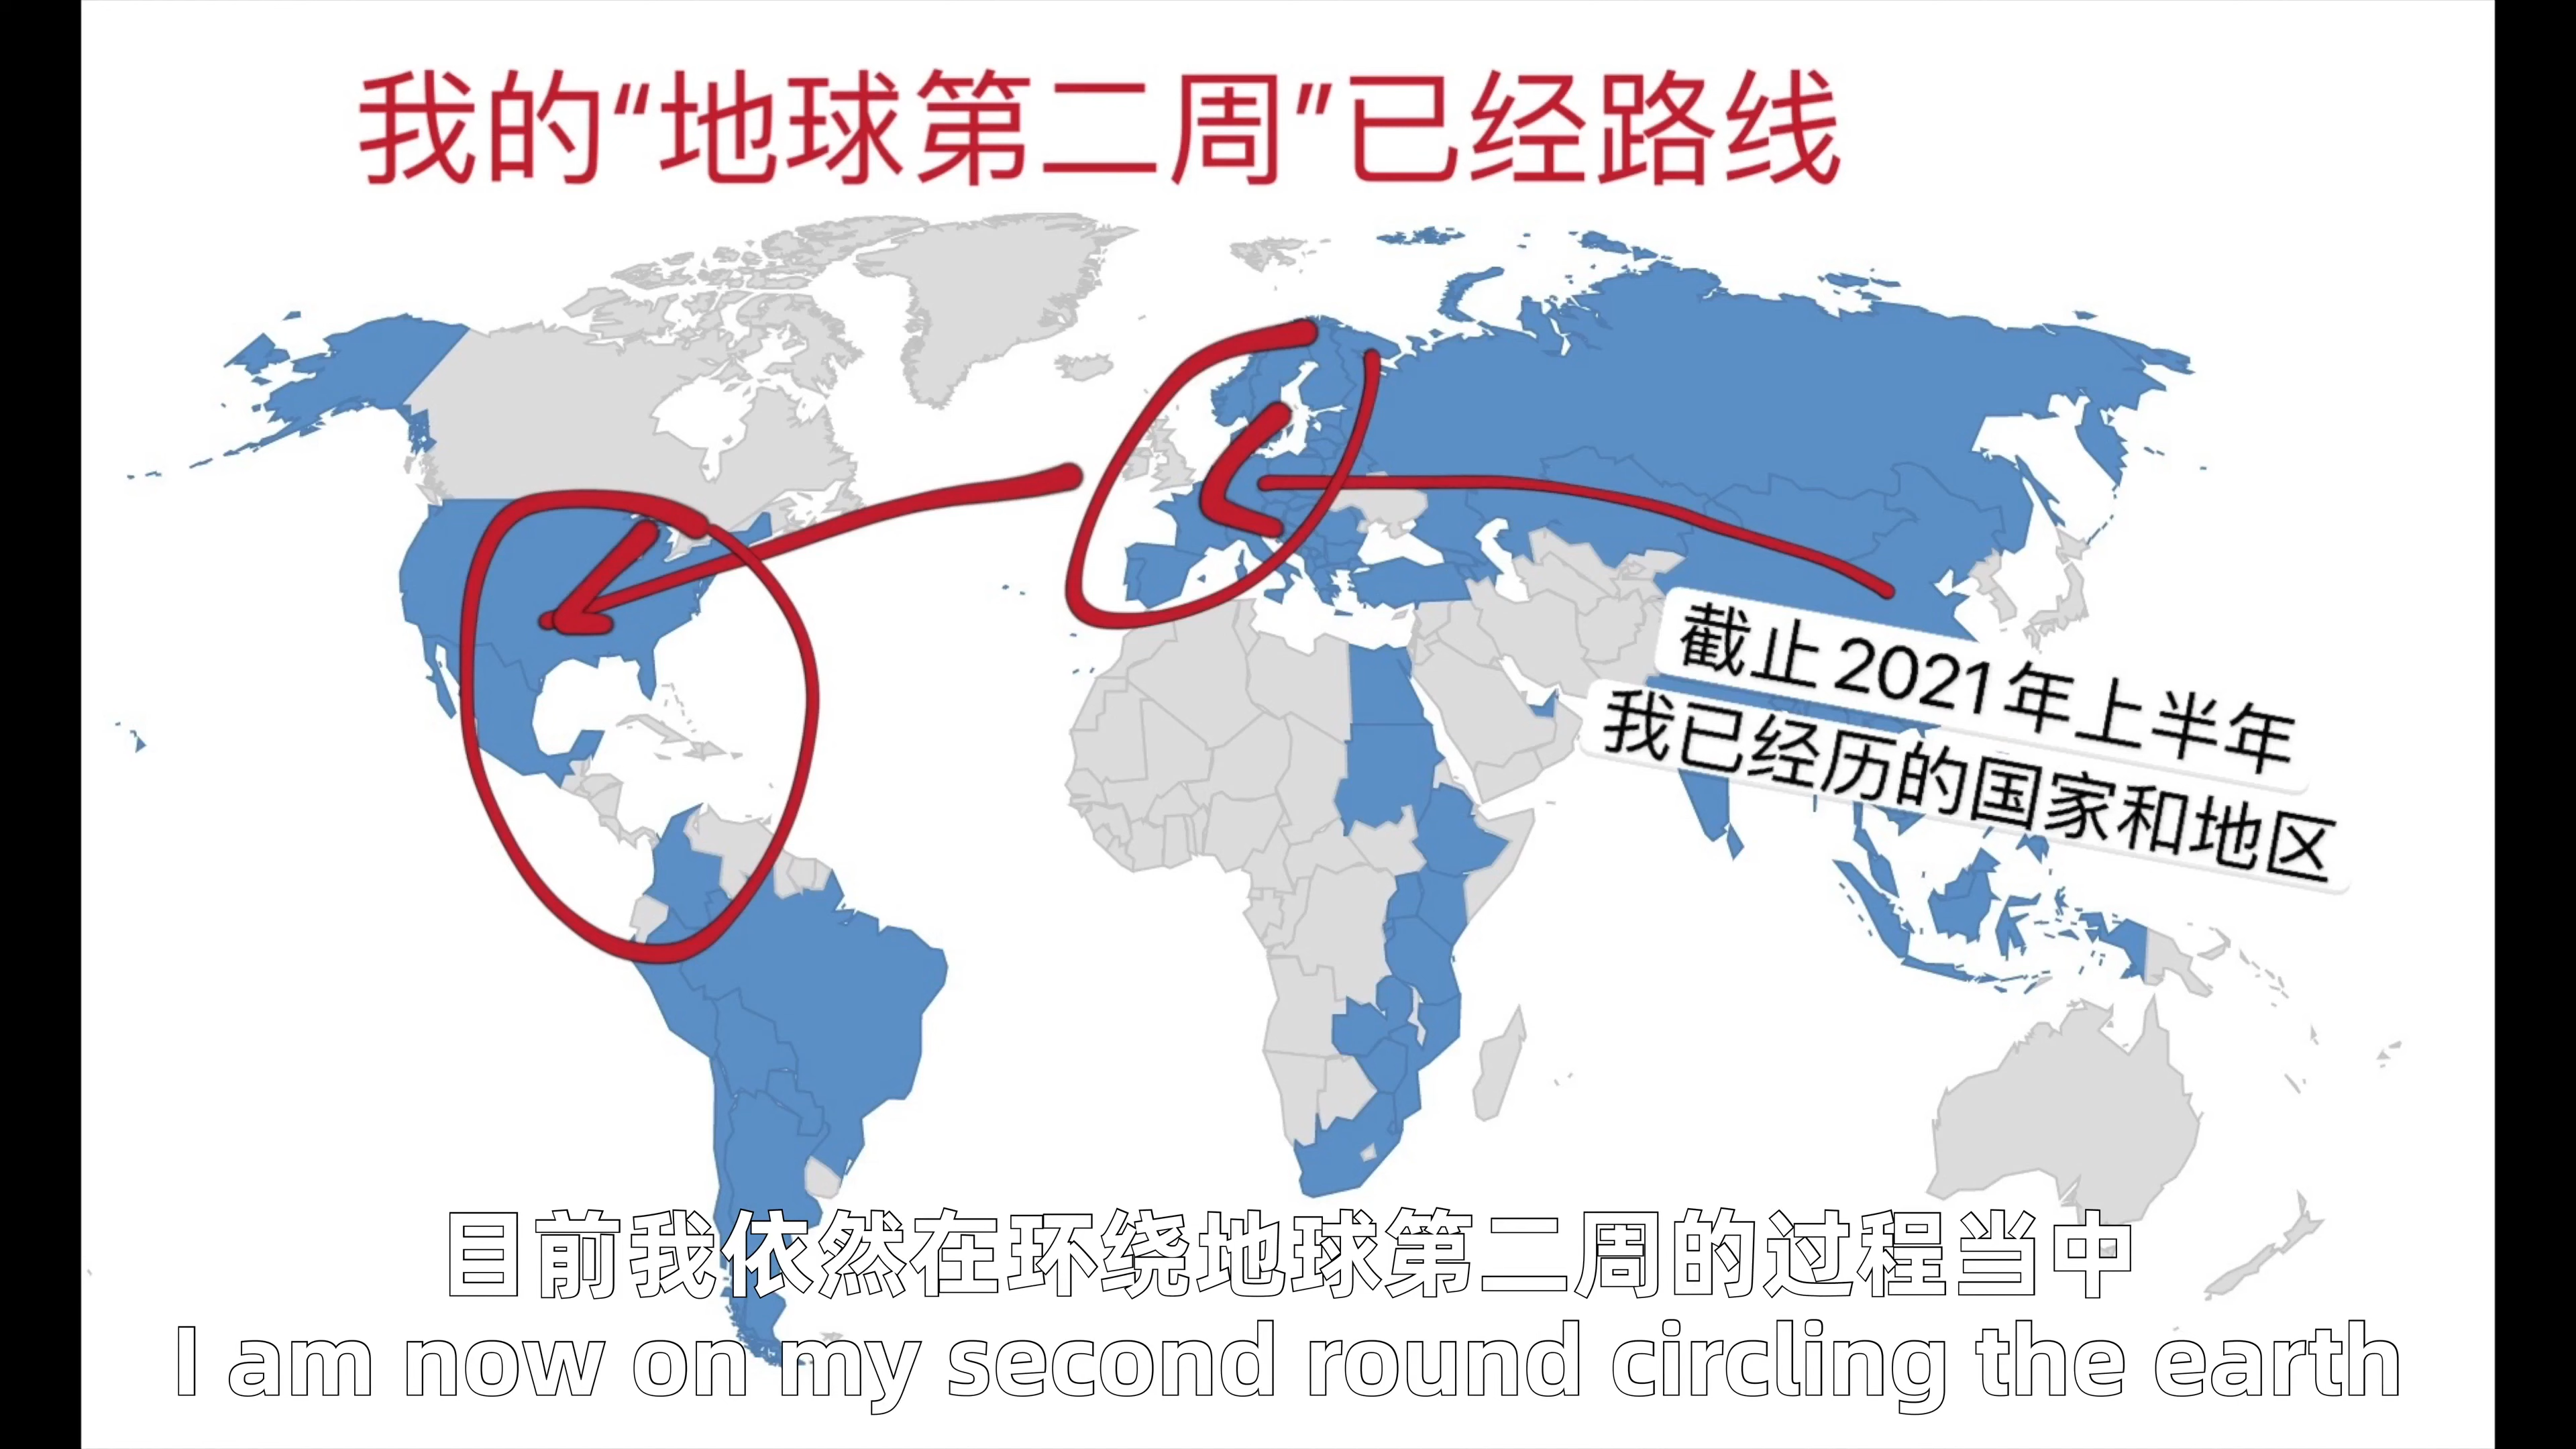 我的“地球第二周”已经路线
截止2021年上半年
我已经历的国家和地区
目前我依然在环绕地球第二周的过程当中
I am now on my second round circling the earth